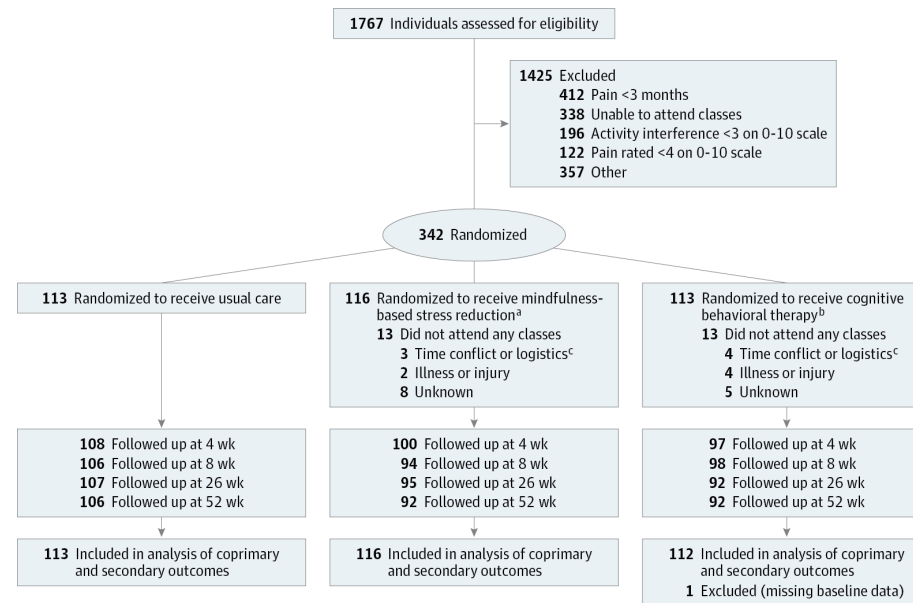 1767 Individuals assessed for eligibility
1425 Excluded
412 Pain <3 months
338 Unable to attend classes
196 Activity interference <3 on 0-10 scale
122 Pain rated <4 on 0-10 scale
357 Other
342 Randomized
113 Randomized to receive usual care
116 Randomized to receive mindfulness-
based stress reductionᵃ
13 Did not attend any classes
3 Time conflict or logisticsᶜ
2 Illness or injury
8 Unknown
113 Randomized to receive cognitive
behavioral therapyᵇ
13 Did not attend any classes
4 Time conflict or logisticsᶜ
4 Illness or injury
5 Unknown
108 Followed up at 4 wk
106 Followed up at 8 wk
107 Followed up at 26 wk
106 Followed up at 52 wk
100 Followed up at 4 wk
94 Followed up at 8 wk
95 Followed up at 26 wk
92 Followed up at 52 wk
97 Followed up at 4 wk
98 Followed up at 8 wk
92 Followed up at 26 wk
92 Followed up at 52 wk
113 Included in analysis of coprimary
and secondary outcomes
116 Included in analysis of coprimary
and secondary outcomes
112 Included in analysis of coprimary
and secondary outcomes
1 Excluded (missing baseline data)